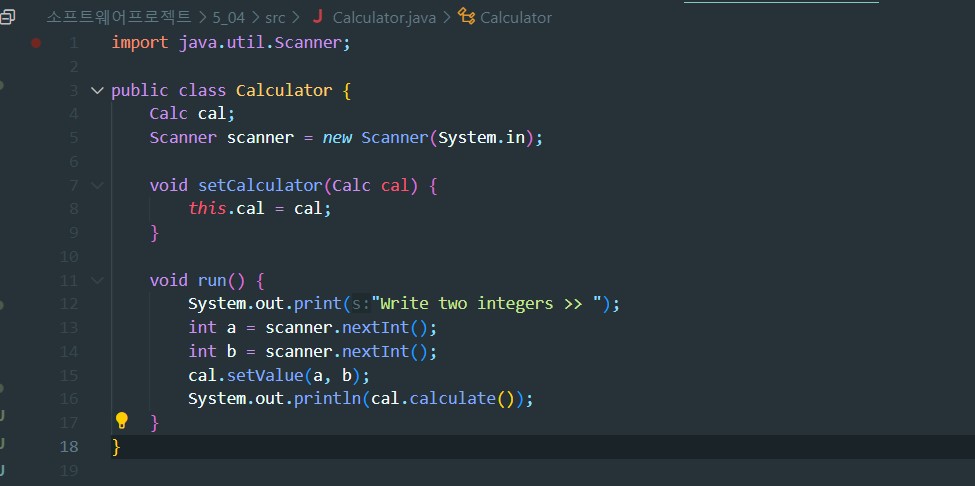 소프트웨어프로젝트 > 5_04 > src > J Calculator.java > Calculator
1 import java.util.Scanner;
2
3 public class Calculator {
4     Calc cal;
5     Scanner scanner = new Scanner(System.in);
6
7     void setCalculator(Calc cal) {
8         this.cal = cal;
9     }
10
11     void run() {
12         System.out.print(s:"Write two integers >> ");
13         int a = scanner.nextInt();
14         int b = scanner.nextInt();
15         cal.setValue(a, b);
16         System.out.println(cal.calculate());
17     }
18 }
19